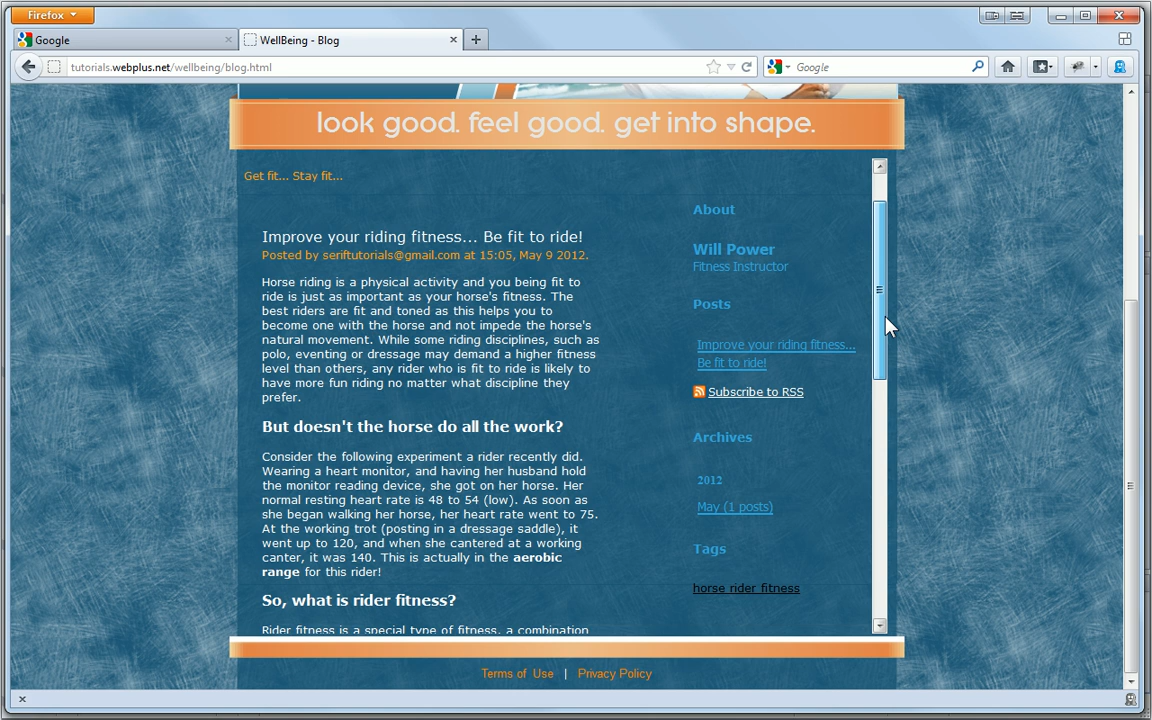 Firefox
Google
WellBeing - Blog
tutorials.webplus.net/wellbeing/blog.html
Google
look good. feel good. get into shape.
Get fit... Stay fit...
Improve your riding fitness... Be fit to ride!
Posted by seriftutorials@gmail.com at 15:05, May 9 2012.
Horse riding is a physical activity and you being fit to
ride is just as important as your horse's fitness. The
best riders are fit and toned as this helps you to
become one with the horse and not impede the horse's
natural movement. While some riding disciplines, such as
polo, eventing or dressage may demand a higher fitness
level than others, any rider who is fit to ride is likely to
have more fun riding no matter what discipline they
prefer.
But doesn't the horse do all the work?
Consider the following experiment a rider recently did.
Wearing a heart monitor, and having her husband hold
the monitor reading device, she got on her horse. Her
normal resting heart rate is 48 to 54 (low). As soon as
she began walking her horse, her heart rate went to 75.
At the working trot (posting in a dressage saddle), it
went up to 120, and when she cantered at a working
canter, it was 140. This is actually in the aerobic
range for this rider!
So, what is rider fitness?
Rider fitness is a special type of fitness, a combination
About
Will Power
Fitness Instructor
Posts
Improve your riding fitness...
Be fit to ride!
Subscribe to RSS
Archives
2012
May (1 posts)
Tags
horse rider fitness
Terms of Use | Privacy Policy